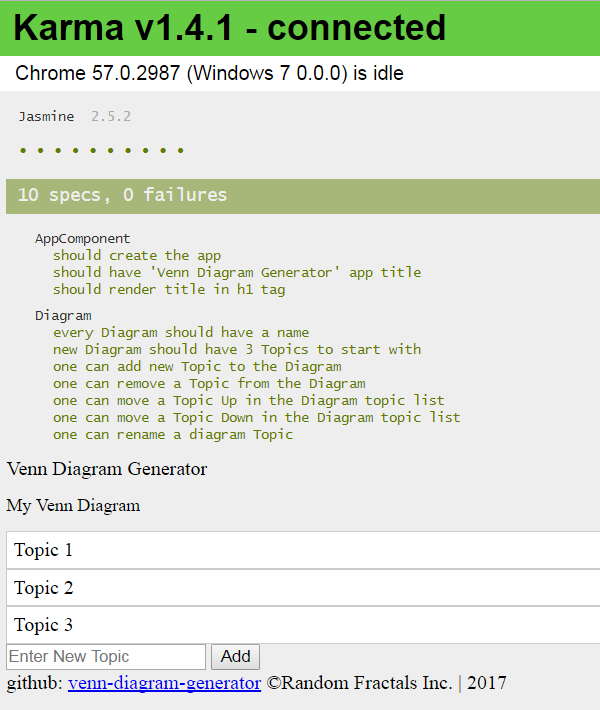 Karma v1.4.1 - connected
Chrome 57.0.2987 (Windows 7 0.0.0) is idle
Jasmine 2.5.2
••••••••••
10 specs, 0 failures
AppComponent
should create the app
should have 'Venn Diagram Generator' app title
should render title in h1 tag
Diagram
every Diagram should have a name
new Diagram should have 3 Topics to start with
one can add new Topic to the Diagram
one can remove a Topic from the Diagram
one can move a Topic Up in the Diagram topic list
one can move a Topic Down in the Diagram topic list
one can rename a diagram Topic
Venn Diagram Generator
My Venn Diagram
Topic 1
Topic 2
Topic 3
Enter New Topic Add
github: venn-diagram-generator ©Random Fractals Inc. | 2017